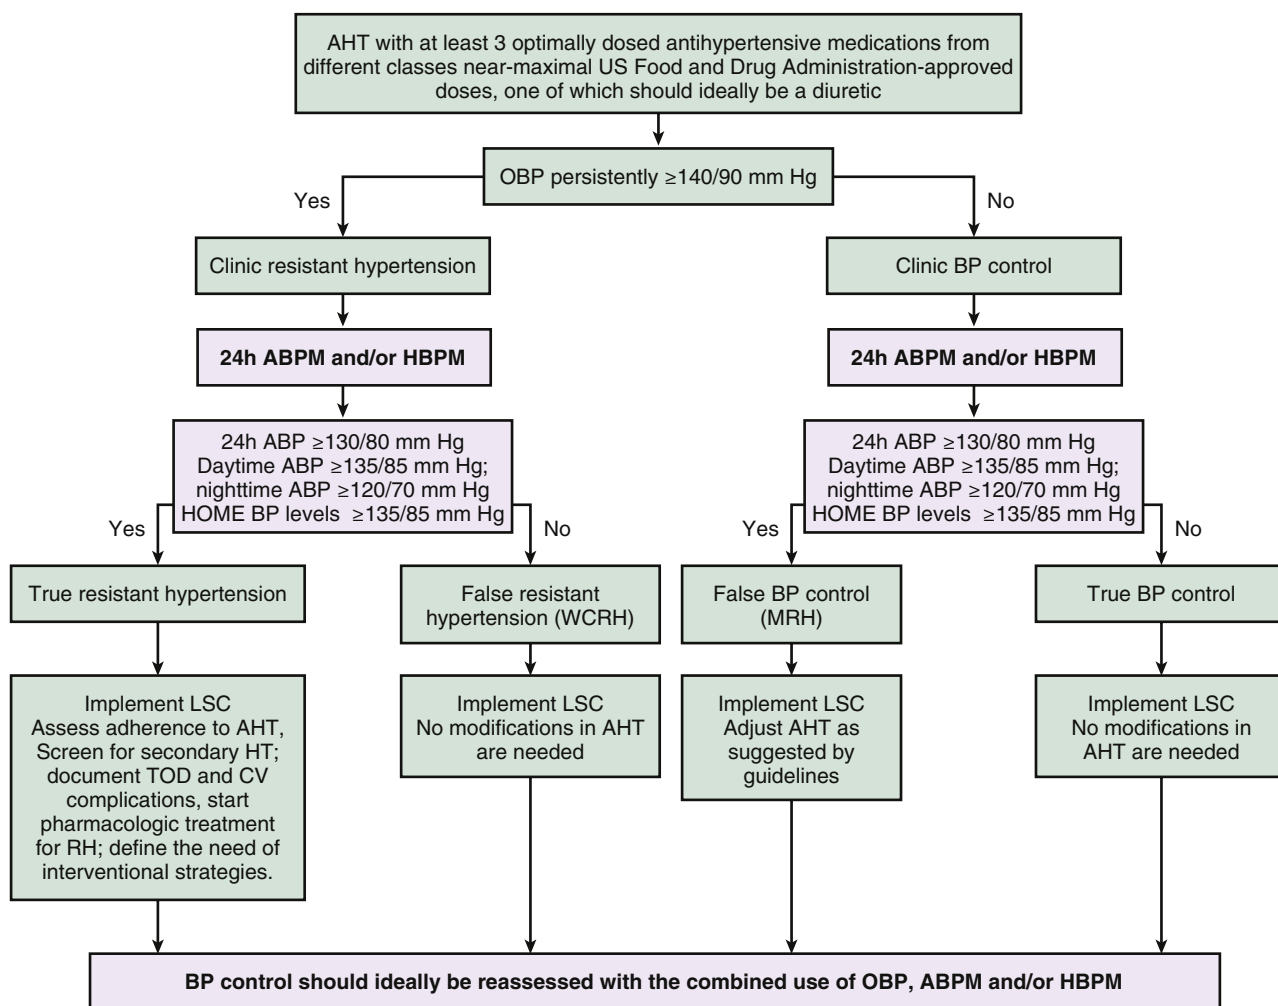 AHT with at least 3 optimally dosed antihypertensive medications from
different classes near-maximal US Food and Drug Administration-approved
doses, one of which should ideally be a diuretic
OBP persistently ≥140/90 mm Hg
Yes
No
Clinic resistant hypertension
Clinic BP control
24h ABPM and/or HBPM
24h ABPM and/or HBPM
24h ABP ≥130/80 mm Hg
Daytime ABP ≥135/85 mm Hg;
nighttime ABP ≥120/70 mm Hg
HOME BP levels ≥135/85 mm Hg
24h ABP ≥130/80 mm Hg
Daytime ABP ≥135/85 mm Hg;
nighttime ABP ≥120/70 mm Hg
HOME BP levels ≥135/85 mm Hg
Yes
No
Yes
No
True resistant hypertension
False resistant
hypertension (WCRH)
False BP control
(MRH)
True BP control
Implement LSC
Assess adherence to AHT,
Screen for secondary HT;
document TOD and CV
complications, start
pharmacologic treatment
for RH; define the need of
interventional strategies.
Implement LSC
No modifications in AHT
are needed
Implement LSC
Adjust AHT as
suggested by
guidelines
Implement LSC
No modifications in
AHT are needed
BP control should ideally be reassessed with the combined use of OBP, ABPM and/or HBPM